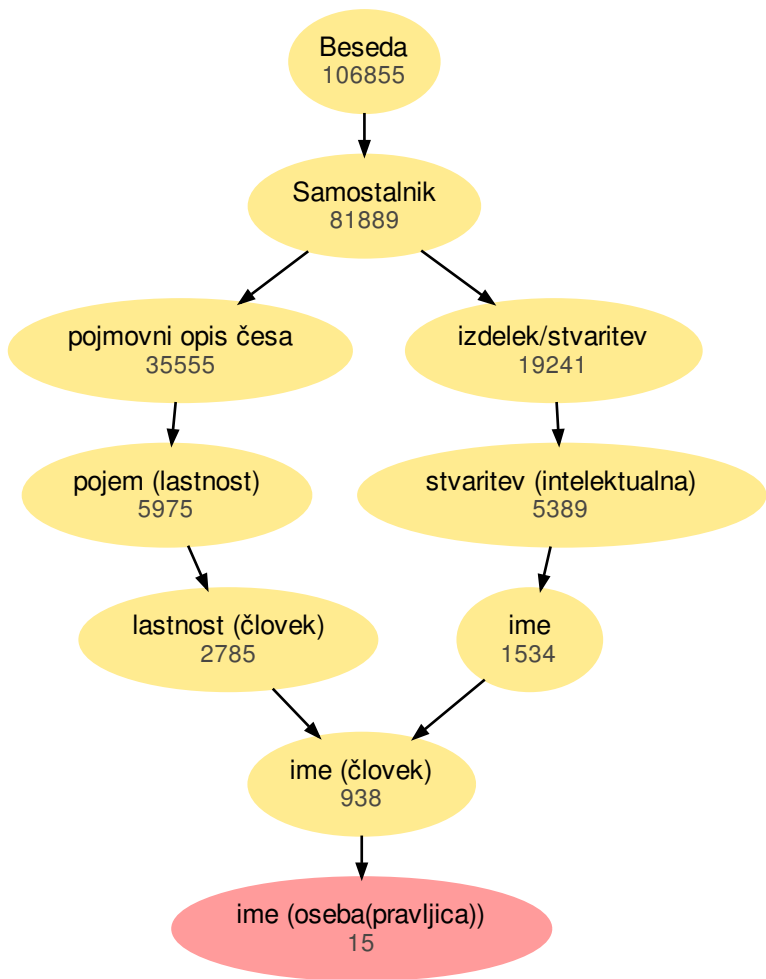 Beseda
106855
Samostalnik
81889
pojmovni opis česa
35555
izdelek/stvaritev
19241
pojem (lastnost)
5975
stvaritev (intelektualna)
5389
lastnost (človek)
2785
ime
1534
ime (človek)
938
ime (oseba(pravljica))
15